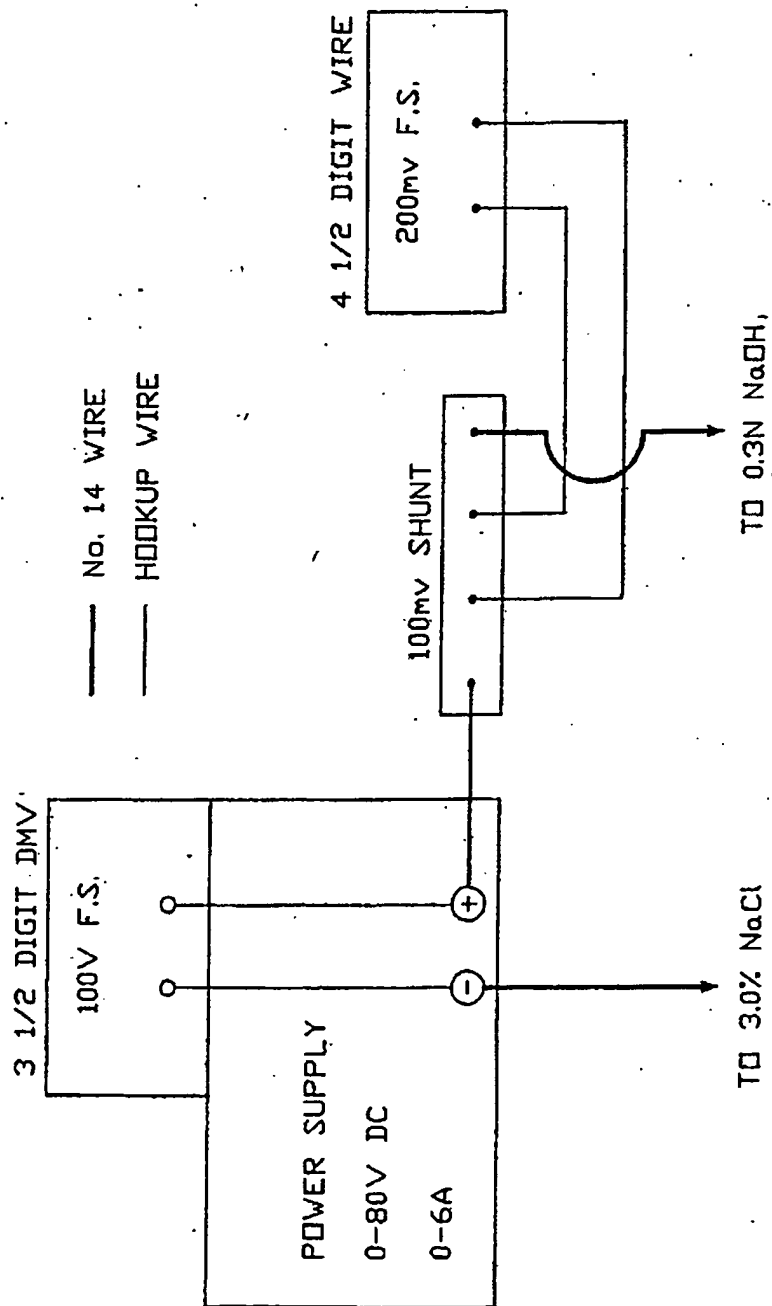 3 1/2 DIGIT DMV
100V F.S.
POWER SUPPLY
0-80V DC
0-6A
No. 14 WIRE
HOOKUP WIRE
100mv SHUNT
4 1/2 DIGIT WIRE
200mv F.S.
TO 3.0% NaCl
TO 0.3N NaOH,